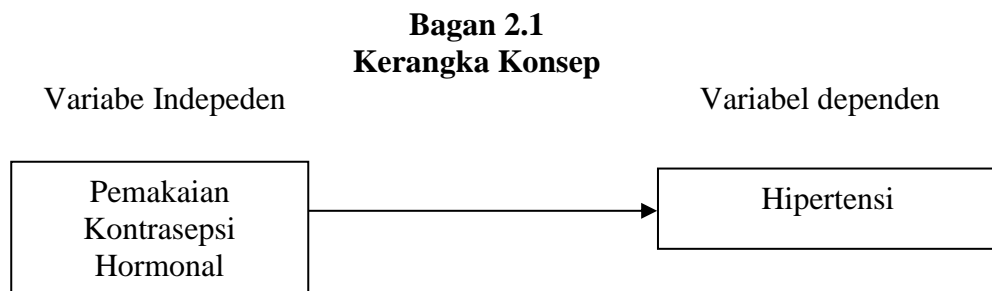 Bagan 2.1
Kerangka Konsep
Variabe Indepeden
Variabel dependen
Pemakaian
Kontrasepsi
Hormonal
Hipertensi